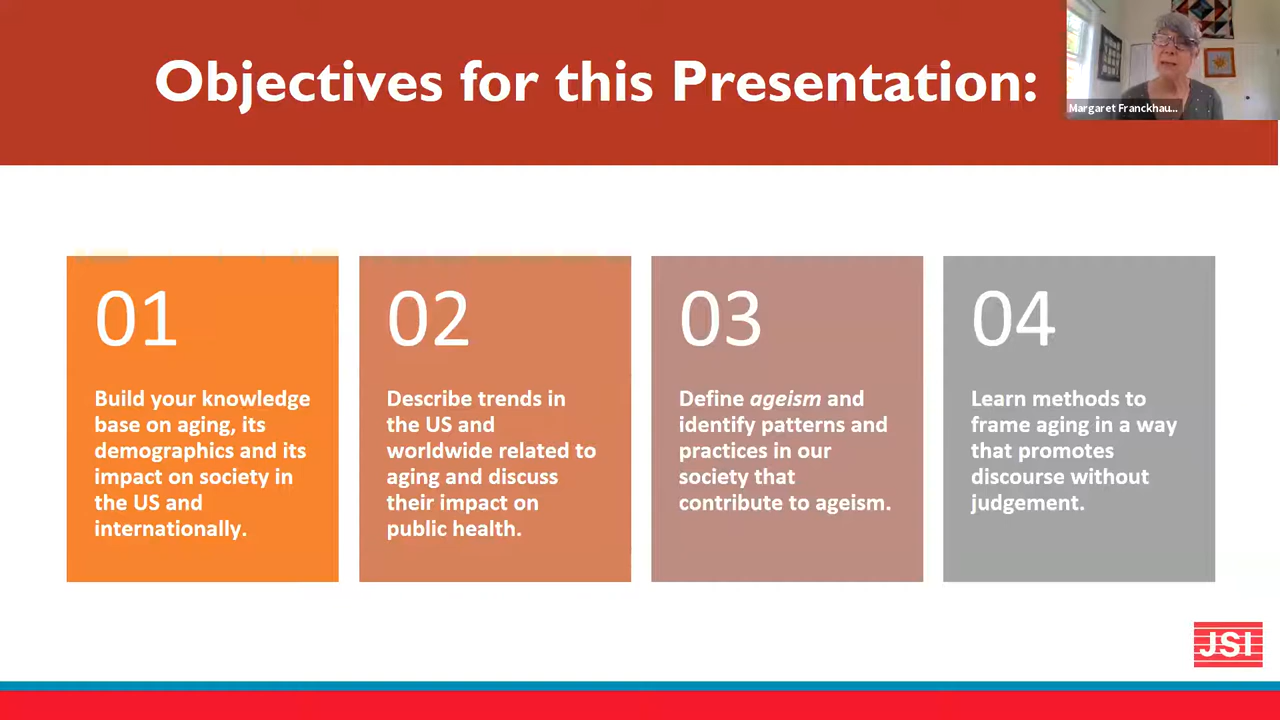 Objectives for this Presentation:
Margaret Franckhau...
01
Build your knowledge
base on aging, its
demographics and its
impact on society in
the US and
internationally.
02
Describe trends in
the US and
worldwide related to
aging and discuss
their impact on
public health.
03
Define ageism and
identify patterns and
practices in our
society that
contribute to ageism.
04
Learn methods to
frame aging in a way
that promotes
discourse without
judgement.
JSI